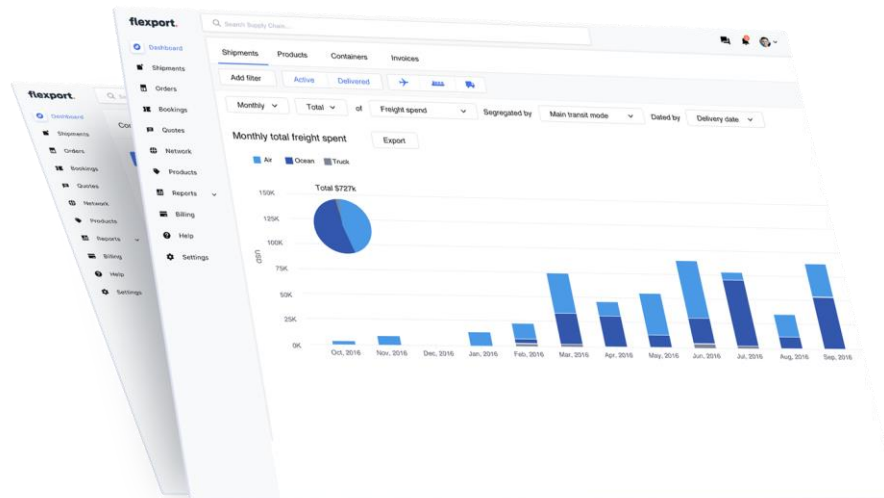 flexport.
Search Supply Chain...
Dashboard
Shipments
Orders
Bookings
Quotes
Network
Products
Reports
Billing
Help
Settings
Shipments Products Containers Invoices
Add filter Active Delivered
Monthly Total of Freight spend Segregated by Main transit mode Dated by Delivery date
Monthly total freight spent Export
Air Ocean Truck
Total $727k
150K
125K
100K
75K
50K
25K
0K
USD
Oct, 2016 Nov, 2016 Dec, 2016 Jan, 2016 Feb, 2016 Mar, 2016 Apr, 2016 May, 2016 Jun, 2016 Jul, 2016 Aug, 2016 Sep, 2016
flexport.
Dashboard
Shipments
Orders
Bookings
Quotes
Network
Products
Reports
Billing
Help
Settings